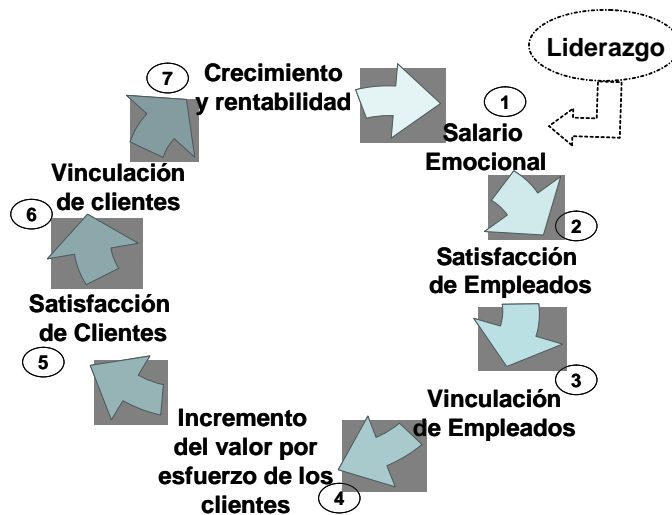 Liderazgo
1
Salario
Emocional
2
Satisfacción
de Empleados
3
Vinculación
de Empleados
4
Incremento
del valor por
esfuerzo de los
clientes
5
Satisfacción
de Clientes
6
Vinculación
de clientes
7
Crecimiento
y rentabilidad